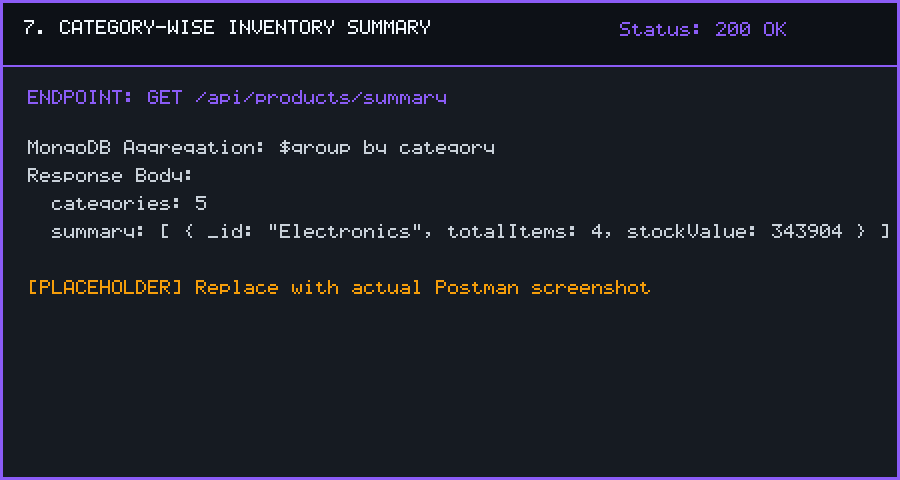 7. CATEGORY-WISE INVENTORY SUMMARY
Status: 200 OK
ENDPOINT: GET /api/products/summary
MongoDB Aggregation: $group by category
Response Body:
categories: 5
summary: [ { _id: "Electronics", totalItems: 4, stockValue: 343904 } ]
[PLACEHOLDER] Replace with actual Postman screenshot